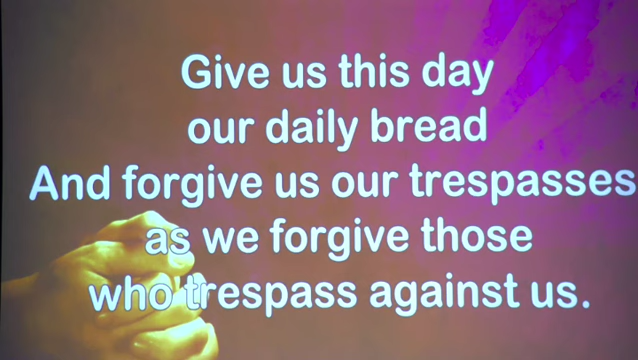 Give us this day
our daily bread
And forgive us our trespasses
as we forgive those
who trespass against us.